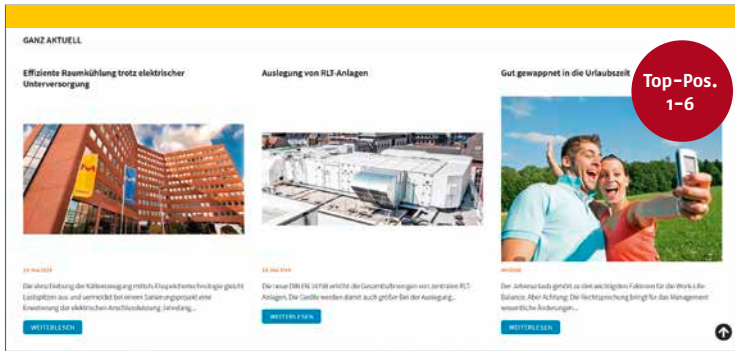 GANZ AKTUELL
Effiziente Raumkühlung trotz elektrischer
Unterversorgung
Auslegung von RLT-Anlagen
Gut gewappnet in die Urlaubszeit
Top-Pos.
1-6
Die Verschiebung der Kälteerzeugung mittels Eisspeichertechnologie gleicht
Lastspitzen aus und vermeidet bei einem Sanierungsprojekt eine
Erweiterung der elektrischen Anschlussleistung. Jahrelang...
WEITERLESEN
Die neue DIN EN 16798 erhöht die Gesamtluftmengen von zentralen RLT-
Anlagen. Die Geräte werden damit auch größer. Bei der Auslegung...
WEITERLESEN
ANZEIGE
Der Jahresurlaub gehört zu den wichtigsten Faktoren für die Work-Life-
Balance. Aber Achtung: Die Rechtsprechung bringt für das Management
wesentliche Änderungen...
WEITERLESEN